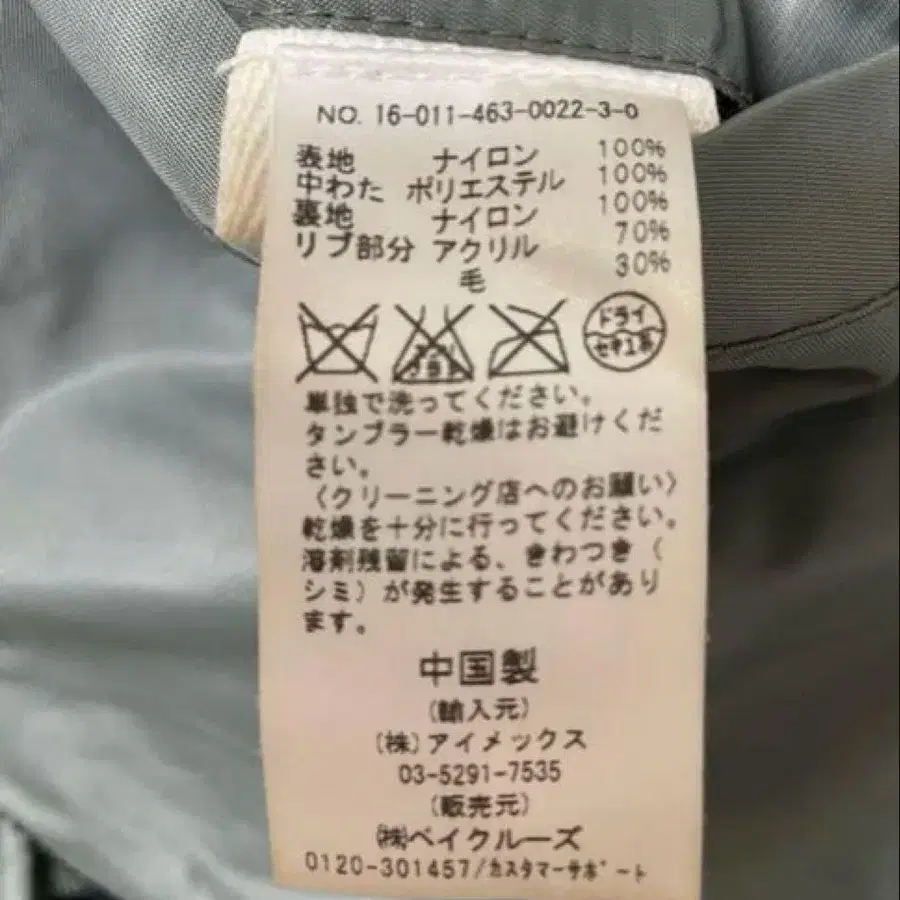 NO. 16-011-463-0022-3-0
表地 ナイロン 100%
中わた ポリエステル 100%
裏地 ナイロン 100%
リブ部分 アクリル 70%
毛 30%
ドライ
セキユ系
単独で洗ってください。
タンブラー乾燥はお避けくだ
さい。
〈クリーニング店へのお願い〉
乾燥を十分に行ってください。
溶剤残留による、きわつき（
シミ）が発生することがあり
ます。
中国製
(輸入元)
(株)アイメックス
03-5291-7535
(販売元)
㈱ベイクルーズ
0120-301457/ｶｽﾀﾏｰｻﾎﾟｰﾄ